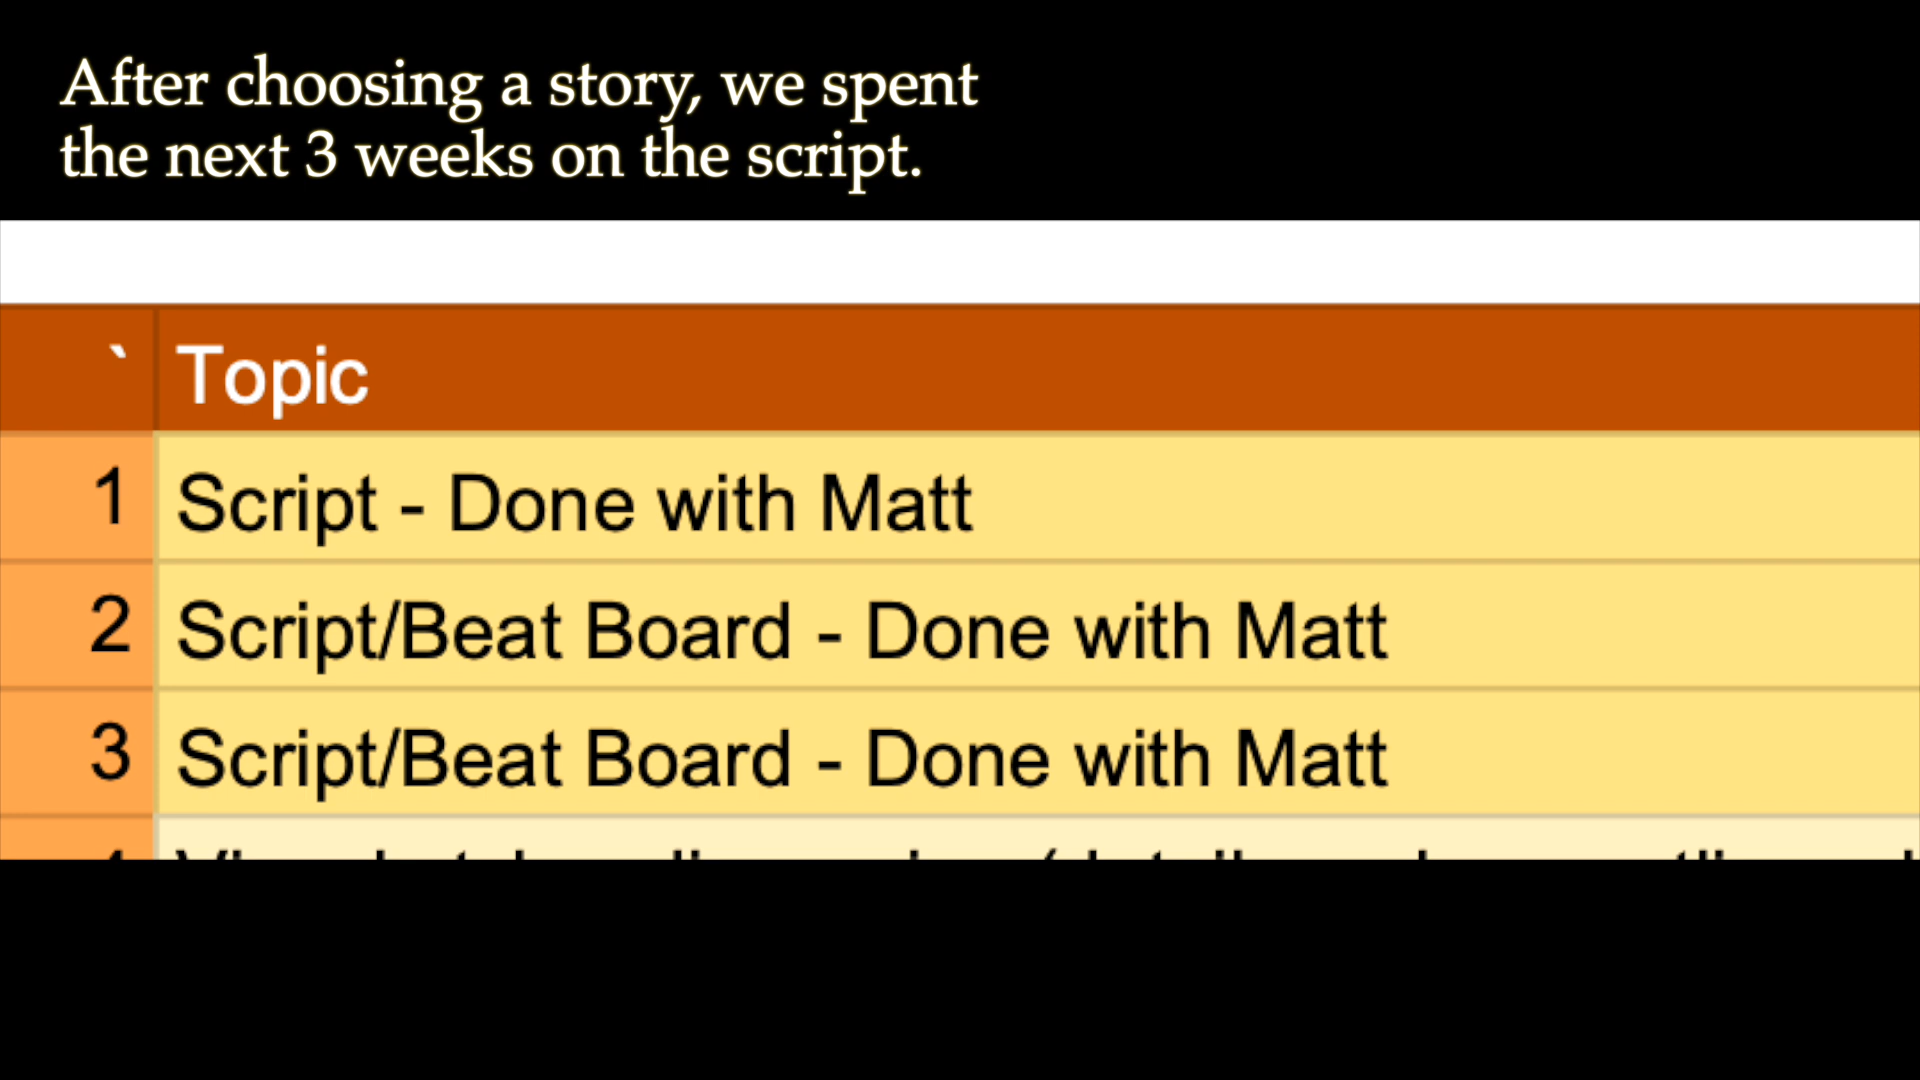 After choosing a story, we spent
the next 3 weeks on the script.
` Topic
1 Script - Done with Matt
2 Script/Beat Board - Done with Matt
3 Script/Beat Board - Done with Matt